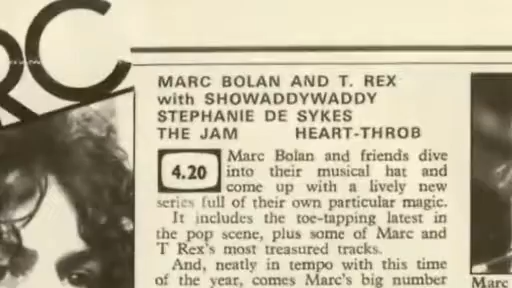 RC
MARC BOLAN AND T. REX
with SHOWADDYWADDY
STEPHANIE DE SYKES
THE JAM HEART-THROB
4.20 Marc Bolan and friends dive
into their musical hat and
come up with a lively new
series full of their own particular magic.
It includes the toe-tapping latest in
the pop scene, plus some of Marc and
T Rex's most treasured tracks.
And, neatly in tempo with this time
of the year, comes Marc's big number
Marc